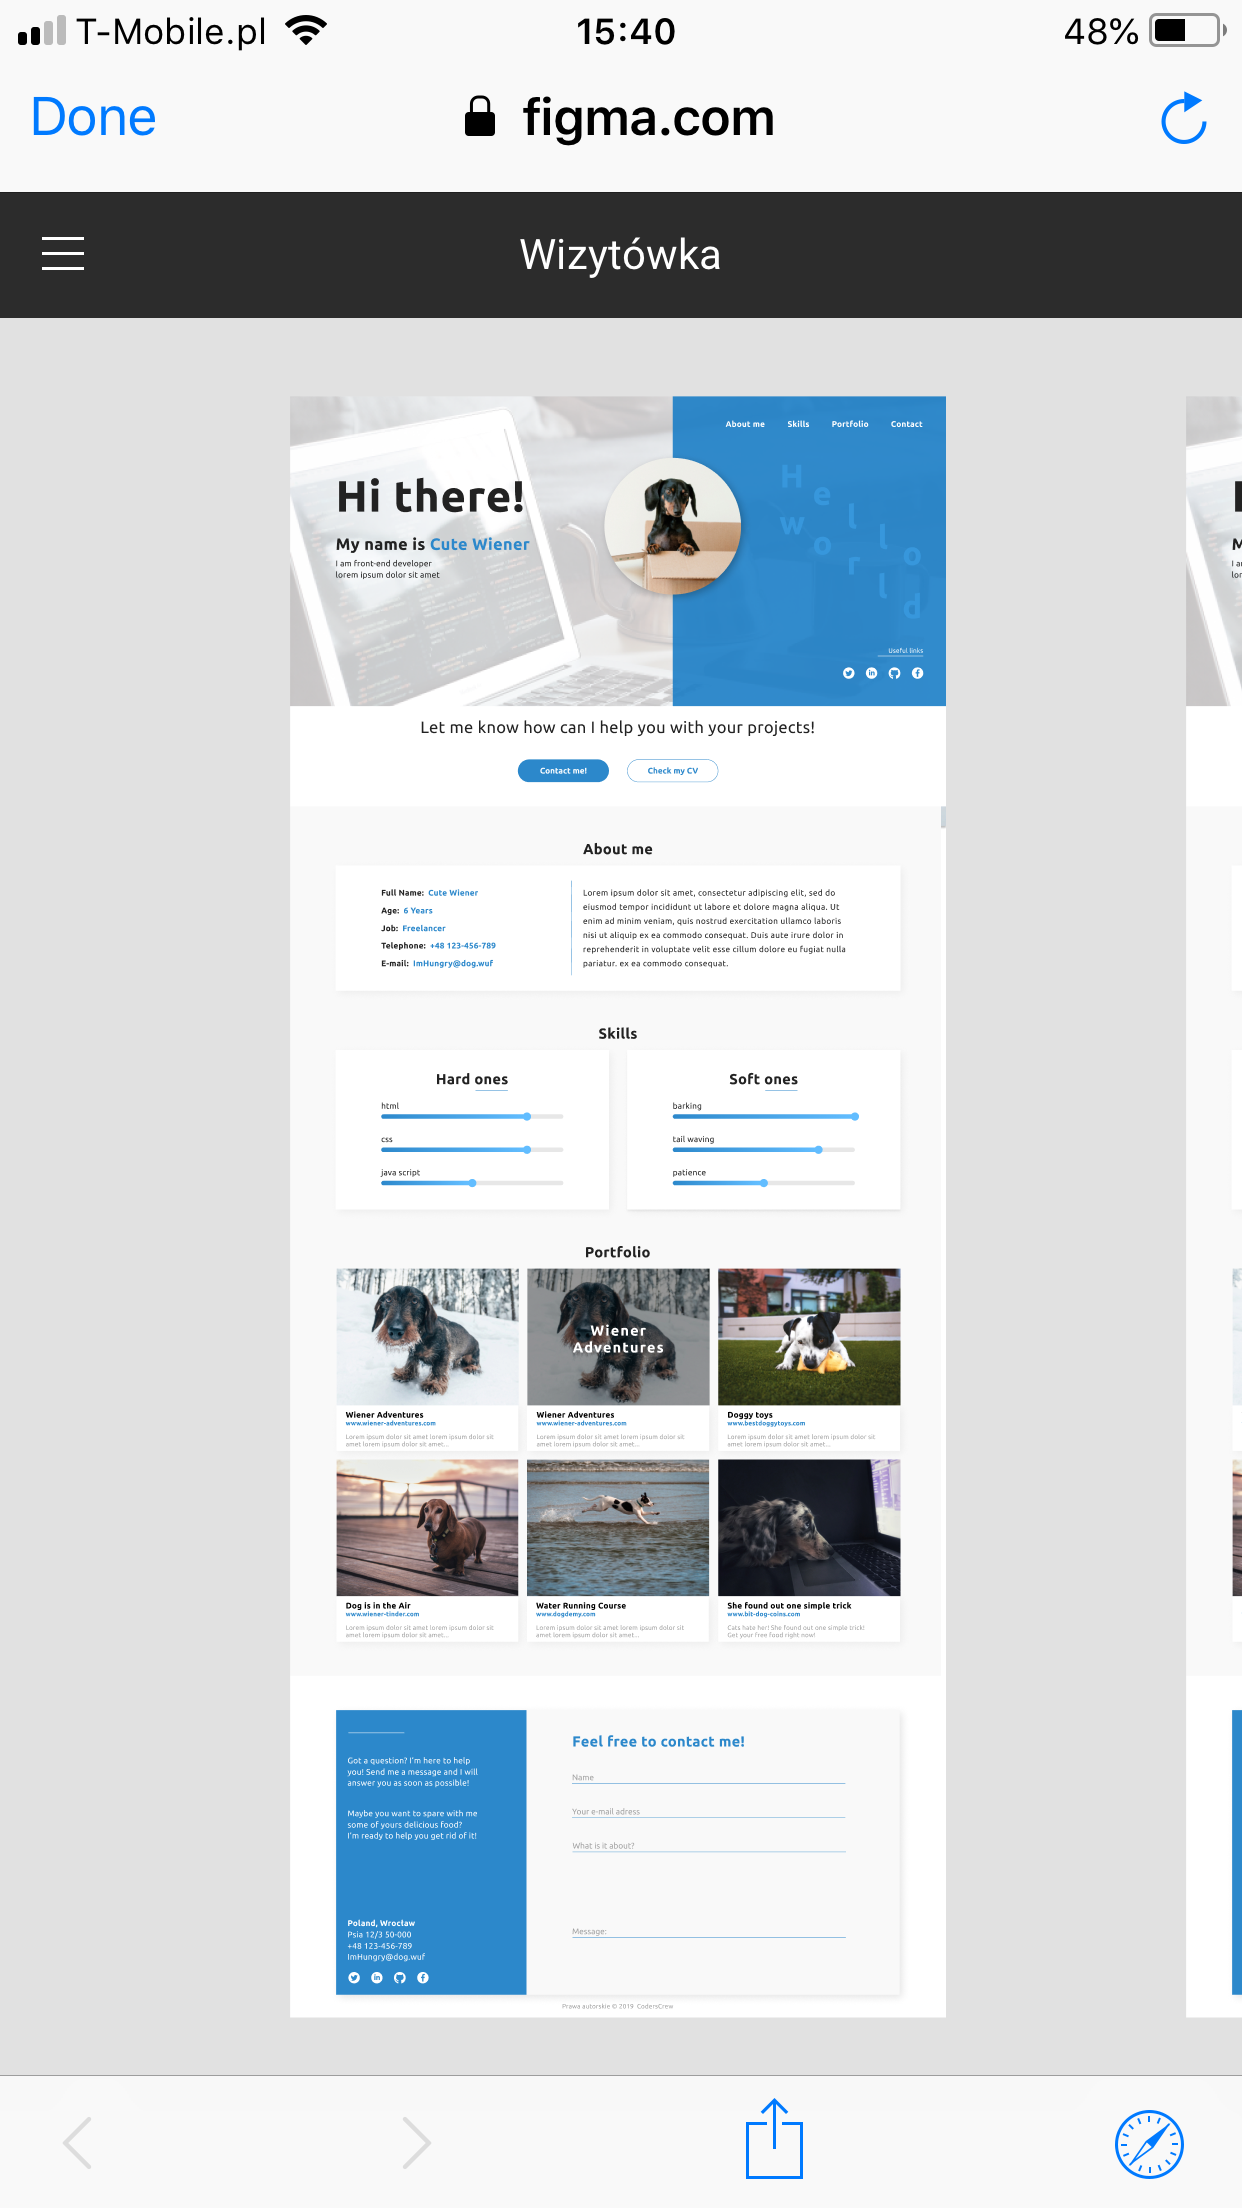 T-Mobile.pl
15:40
48%
Done
figma.com
Wizytówka
About me Skills Portfolio Contact
Hello
world
Hi there!
My name is Cute Wiener
I am front-end developer
lorem ipsum dolor sit amet
Useful links
Let me know how can I help you with your projects!
Contact me!
Check my CV
About me
Full Name: Cute Wiener
Age: 6 Years
Job: Freelancer
Telephone: +48 123-456-789
E-mail: ImHungry@dog.wuf
Lorem ipsum dolor sit amet, consectetur adipiscing elit, sed do
eiusmod tempor incididunt ut labore et dolore magna aliqua. Ut
enim ad minim veniam, quis nostrud exercitation ullamco laboris
nisi ut aliquip ex ea commodo consequat. Duis aute irure dolor in
reprehenderit in voluptate velit esse cillum dolore eu fugiat nulla
pariatur. ex ea commodo consequat.
Skills
Hard ones
html
css
java script
Soft ones
barking
tail waving
patience
Portfolio
Wiener
Adventures
Wiener Adventures
www.wiener-adventures.com
Lorem ipsum dolor sit amet lorem ipsum dolor sit
amet lorem ipsum dolor sit amet...
Wiener Adventures
www.wiener-adventures.com
Lorem ipsum dolor sit amet lorem ipsum dolor sit
amet lorem ipsum dolor sit amet...
Doggy toys
www.bestdoggytoys.com
Lorem ipsum dolor sit amet lorem ipsum dolor sit
amet lorem ipsum dolor sit amet...
Dog is in the Air
www.wiener-tinder.com
Lorem ipsum dolor sit amet lorem ipsum dolor sit
amet lorem ipsum dolor sit amet...
Water Running Course
www.dogdemy.com
Lorem ipsum dolor sit amet lorem ipsum dolor sit
amet lorem ipsum dolor sit amet...
She found out one simple trick
www.bit-dog-coins.com
Cats hate her! She found out one simple trick!
Get your free food right now!
Got a question? I'm here to help
you! Send me a message and I will
answer you as soon as possible!
Maybe you want to spare with me
some of yours delicious food?
I'm ready to help you get rid of it!
Poland, Wrocław
Psia 12/3 50-000
+48 123-456-789
ImHungry@dog.wuf
Feel free to contact me!
Name
Your e-mail adress
What is it about?
Message:
Prawa autorskie © 2019 CodersCrew